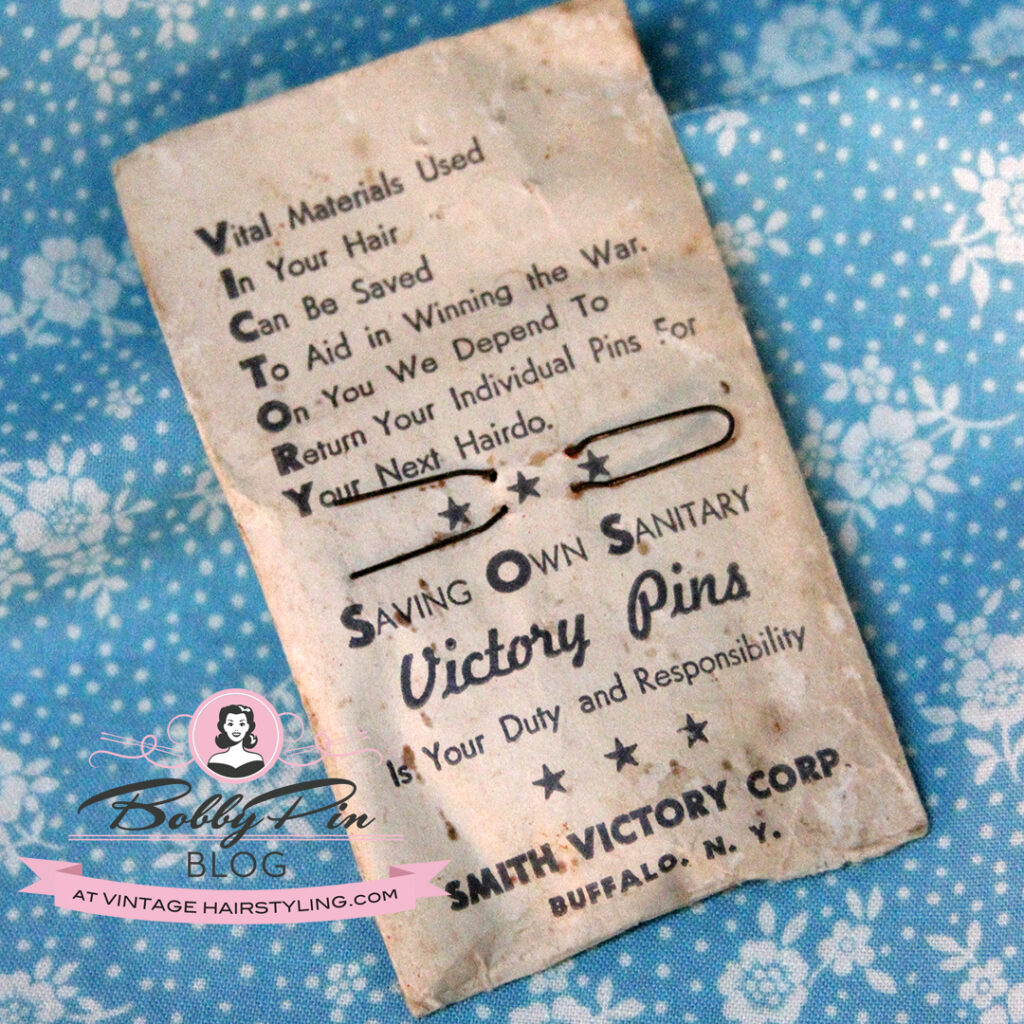 Vital Materials Used
In Your Hair
Can Be Saved
To Aid in Winning the War.
On You We Depend To
Return Your Individual Pins For
Your Next Hairdo.
SAVING OWN SANITARY
Victory Pins
Is Your Duty and Responsibility
SMITH VICTORY CORP.
BUFFALO. N. Y.
BobbyPin
BLOG
AT VINTAGE HAIRSTYLING.COM